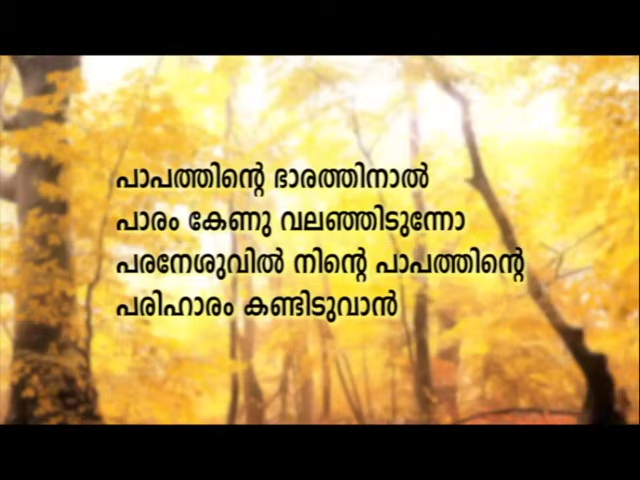 പാപത്തിന്റെ ഭാരത്തിനാൽ
പാരം കേണു വലഞ്ഞിടുന്നോ
പരനേശുവിൽ നിന്റെ പാപത്തിന്റെ
പരിഹാരം കണ്ടിടുവാൻ